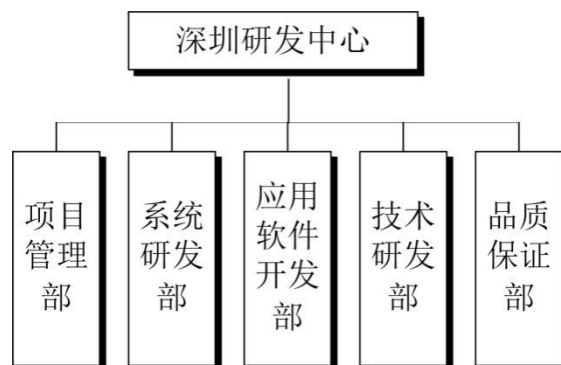 深圳研发中心
项目
管理
部
系统
研发
部
应用
软件
开发
部
技术
研发
部
品质
保证
部